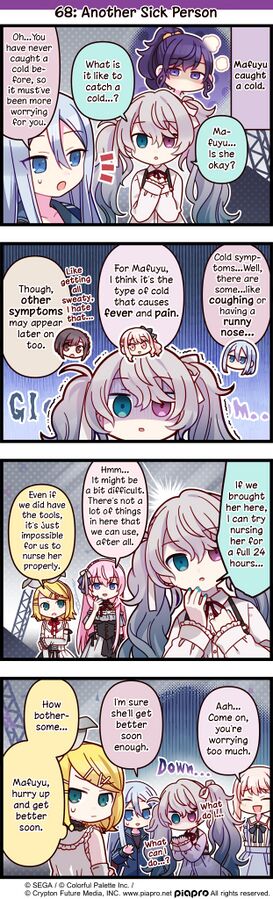 68: Another Sick Person
Mafuyu
caught
a cold.
What is
it like to
catch a
cold...?
Oh...You
have never
caught a
cold be-
fore, so
it must've
been more
worrying
for you.
Ma-
fuyu...
Is she
okay?
Cold symp-
toms...Well,
there are
some...like
coughing or
having a
runny
nose...
For Mafuyu,
I think it's the
type of cold
that causes
fever and pain.
Like
getting
all
sweaty,
I hate
that...
Though,
other
symptoms
may appear
later on
too.
If we
brought her
here, I can
try nursing
her for
a full 24
hours...
Hmm...
It might be
a bit difficult.
There's not a
lot of things
in here that
we can use,
after all.
Even if
we did have
the tools,
it's just
impossible
for us to
nurse her
properly.
Aah...
Come on,
you're
worrying
too much.
I'm sure
she'll get
better
soon
enough.
Down...
What
do I...
What
can I
do...?
How
bother-
some...
Mafuyu,
hurry up
and get
better
soon.
© SEGA / © Colorful Palette Inc. /
© Crypton Future Media, INC. www.piapro.net piapro All rights reserved.